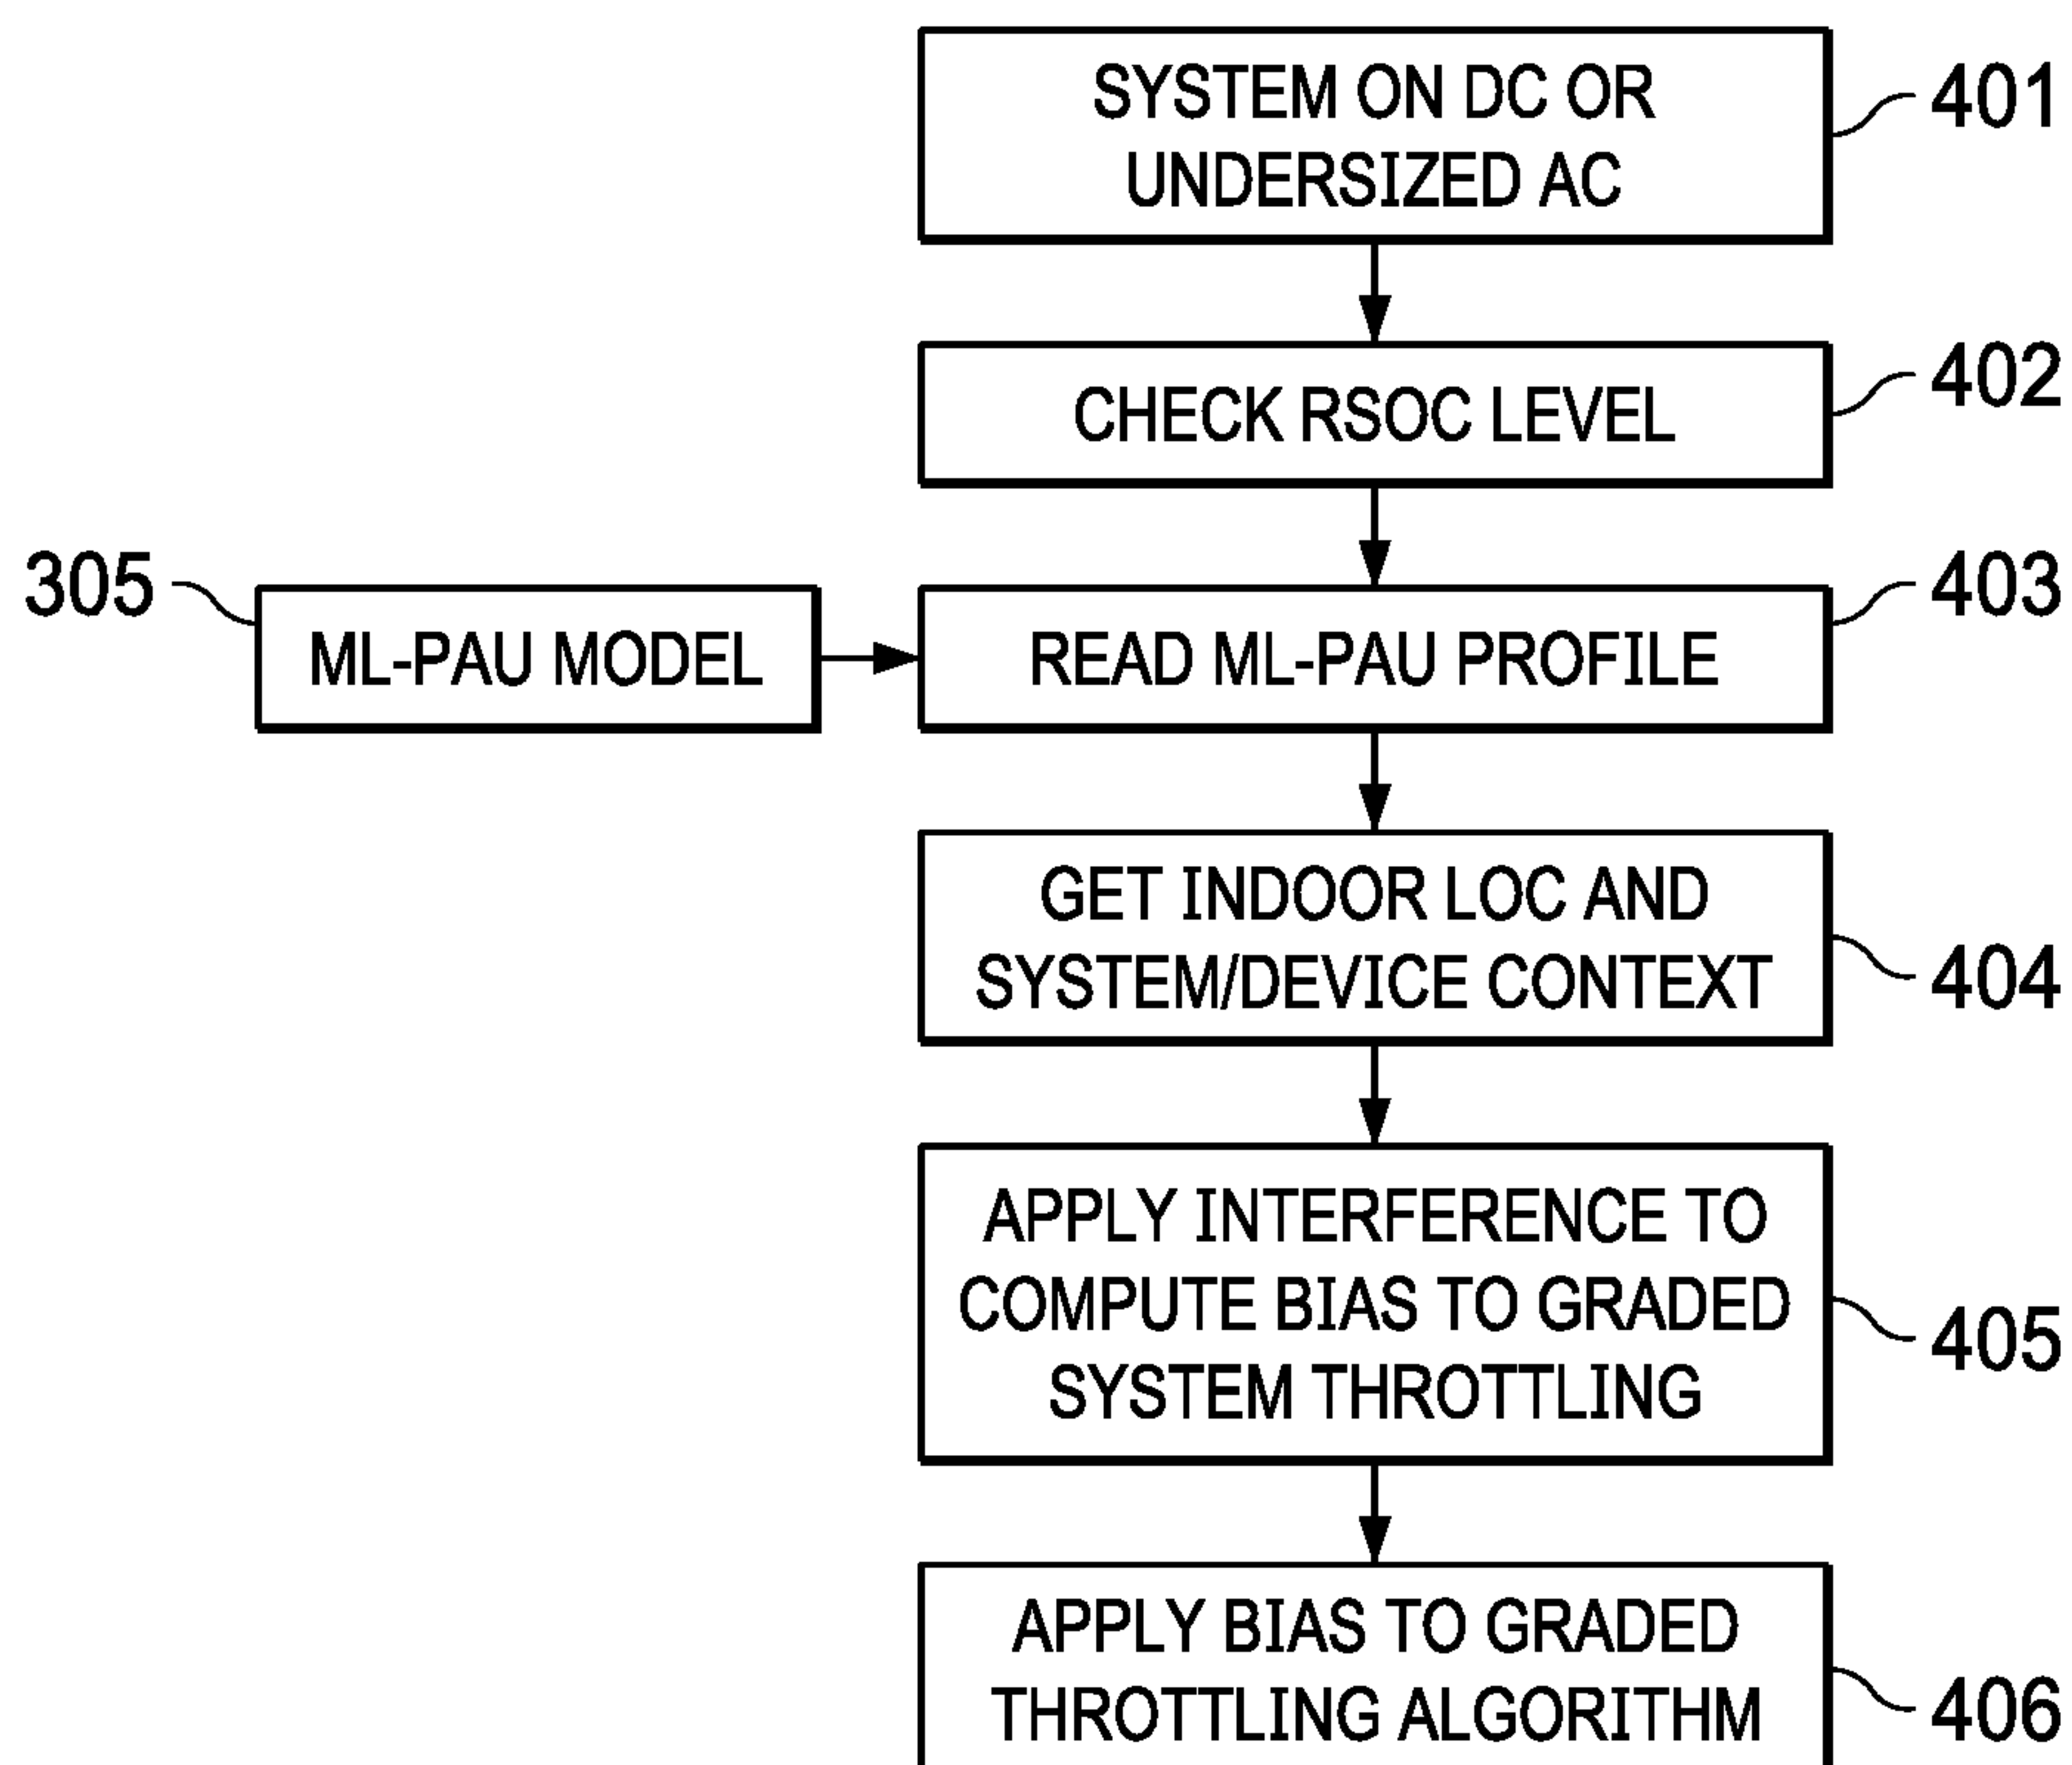 SYSTEM ON DC OR
UNDERSIZED AC
401
CHECK RSOC LEVEL
402
305
ML-PAU MODEL
READ ML-PAU PROFILE
403
GET INDOOR LOC AND
SYSTEM/DEVICE CONTEXT
404
APPLY INTERFERENCE TO
COMPUTE BIAS TO GRADED
SYSTEM THROTTLING
405
APPLY BIAS TO GRADED
THROTTLING ALGORITHM
406